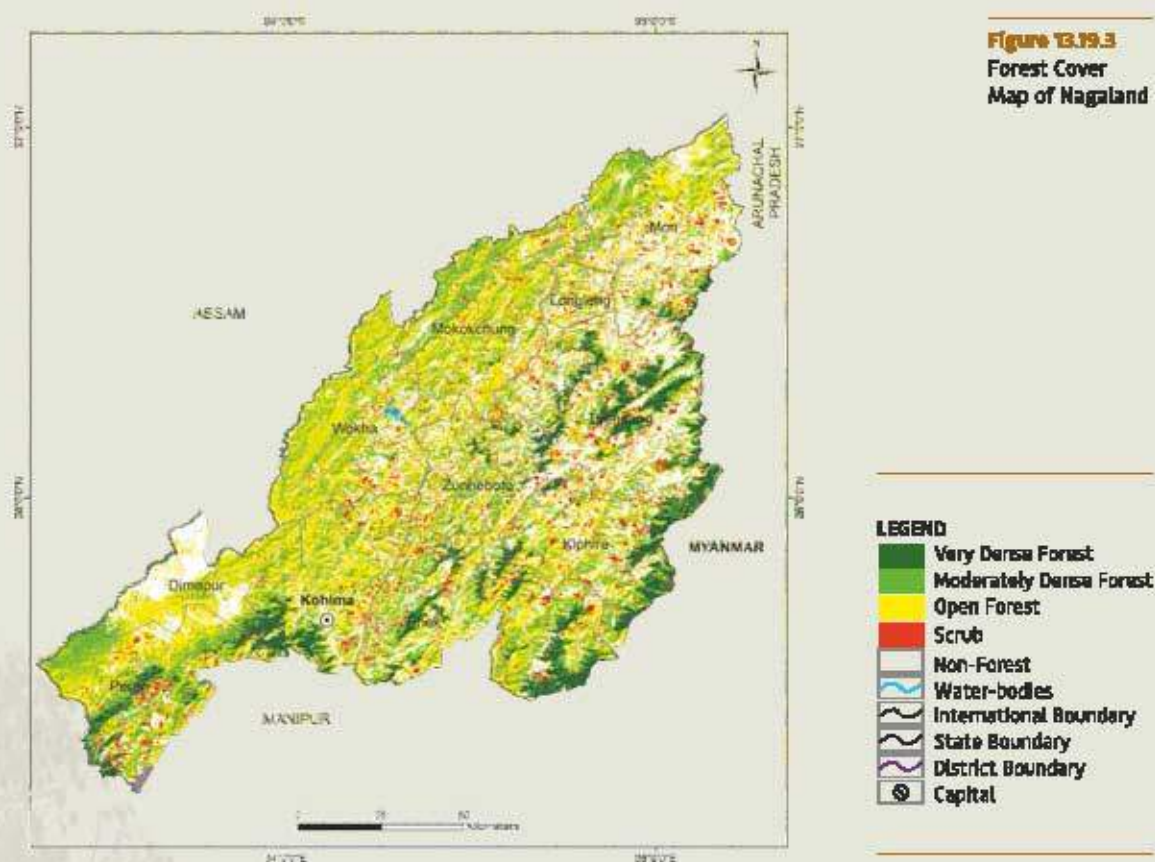 Figure 13.19.3
Forest Cover
Map of Nagaland
ARUNACHAL
PRADESH
Mon
ASSAM
Longleng
Mokokchung
Wokha
Zunheboto
Kiphire
MYANMAR
Dimapur
Kohima
MANIPUR
LEGEND
Very Dense Forest
Moderately Dense Forest
Open Forest
Scrub
Non-Forest
Water-bodies
International Boundary
State Boundary
District Boundary
Capital